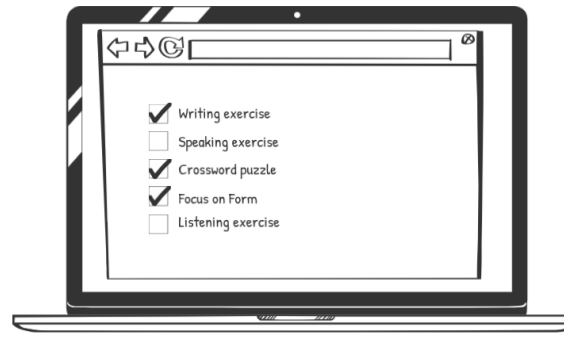 Writing exercise
Speaking exercise
Crossword puzzle
Focus on Form
Listening exercise